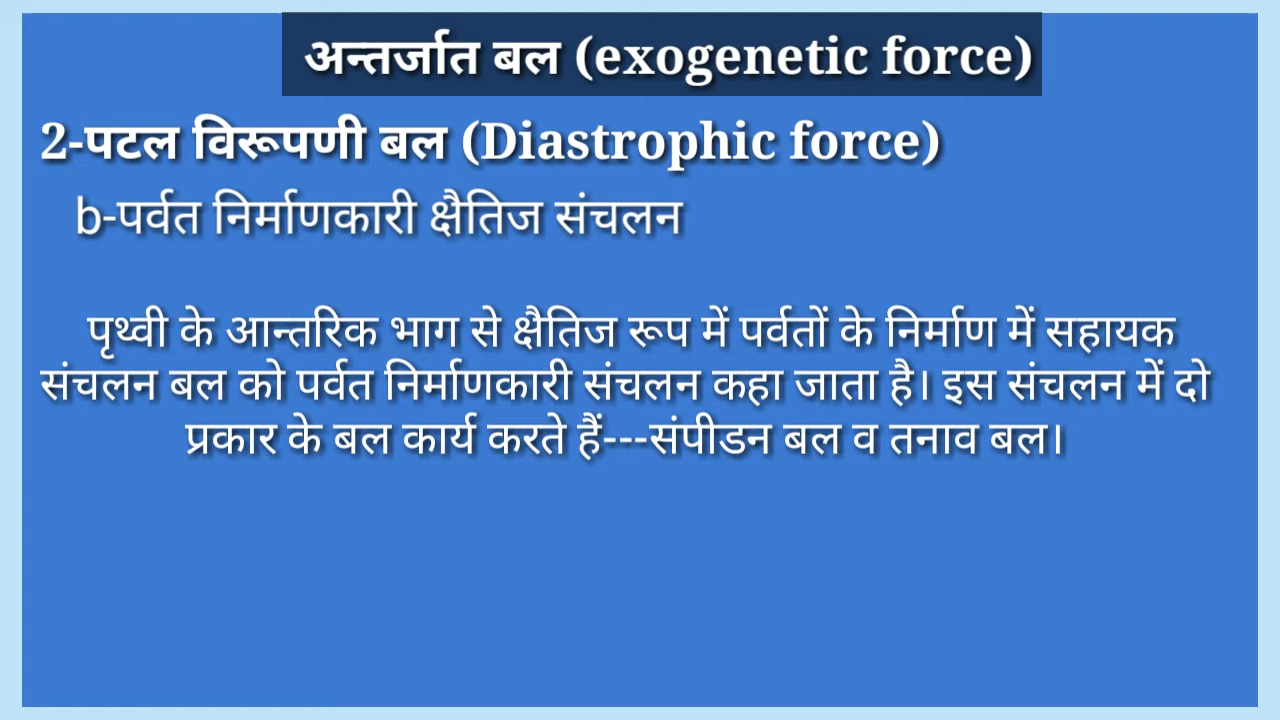 अन्तर्जात बल (exogenetic force)
2-पटल विरूपणी बल (Diastrophic force)
b-पर्वत निर्माणकारी क्षैतिज संचलन
पृथ्वी के आन्तरिक भाग से क्षैतिज रूप में पर्वतों के निर्माण में सहायक
संचलन बल को पर्वत निर्माणकारी संचलन कहा जाता है। इस संचलन में दो
प्रकार के बल कार्य करते हैं---संपीडन बल व तनाव बल।